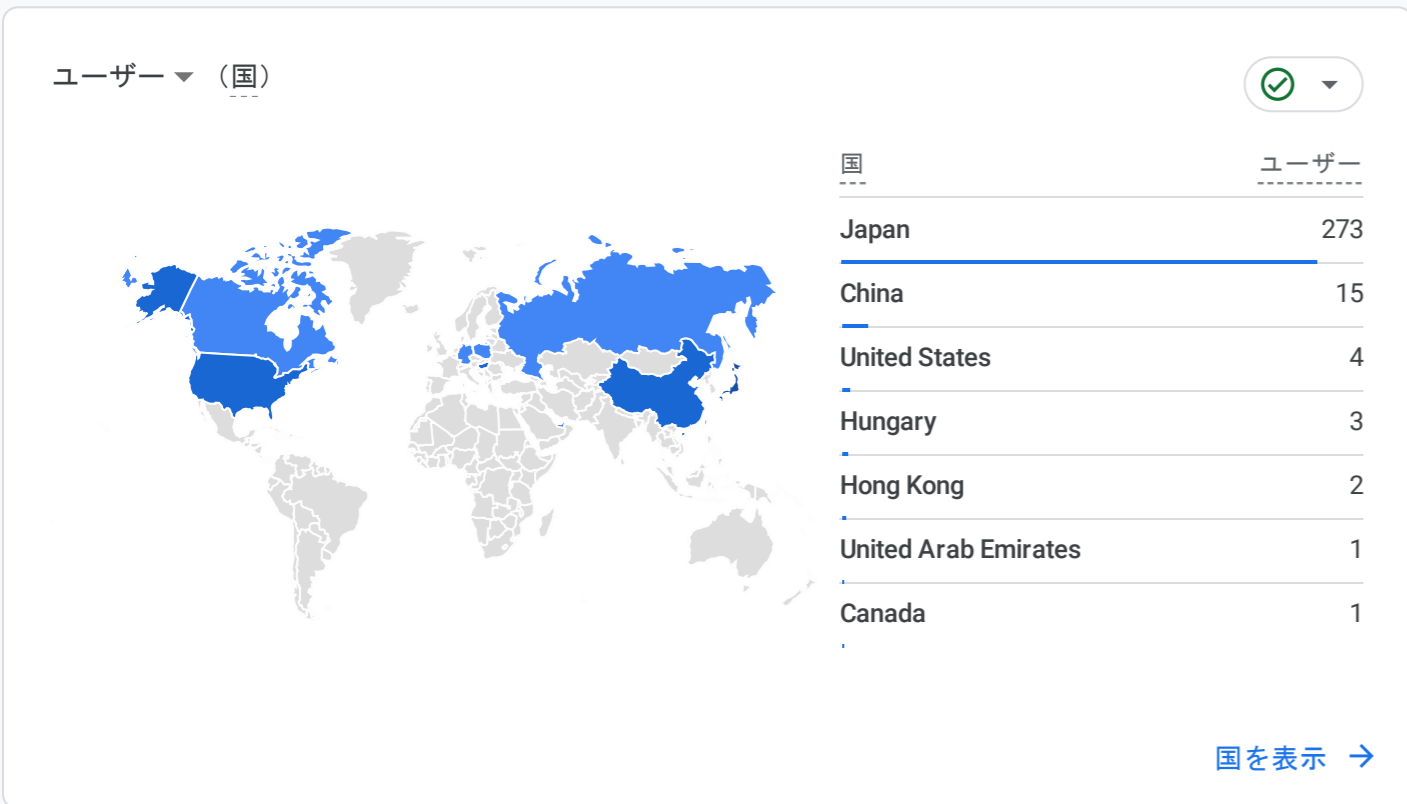 ユーザー （国）
国 ユーザー
Japan 273
China 15
United States 4
Hungary 3
Hong Kong 2
United Arab Emirates 1
Canada 1
国を表示